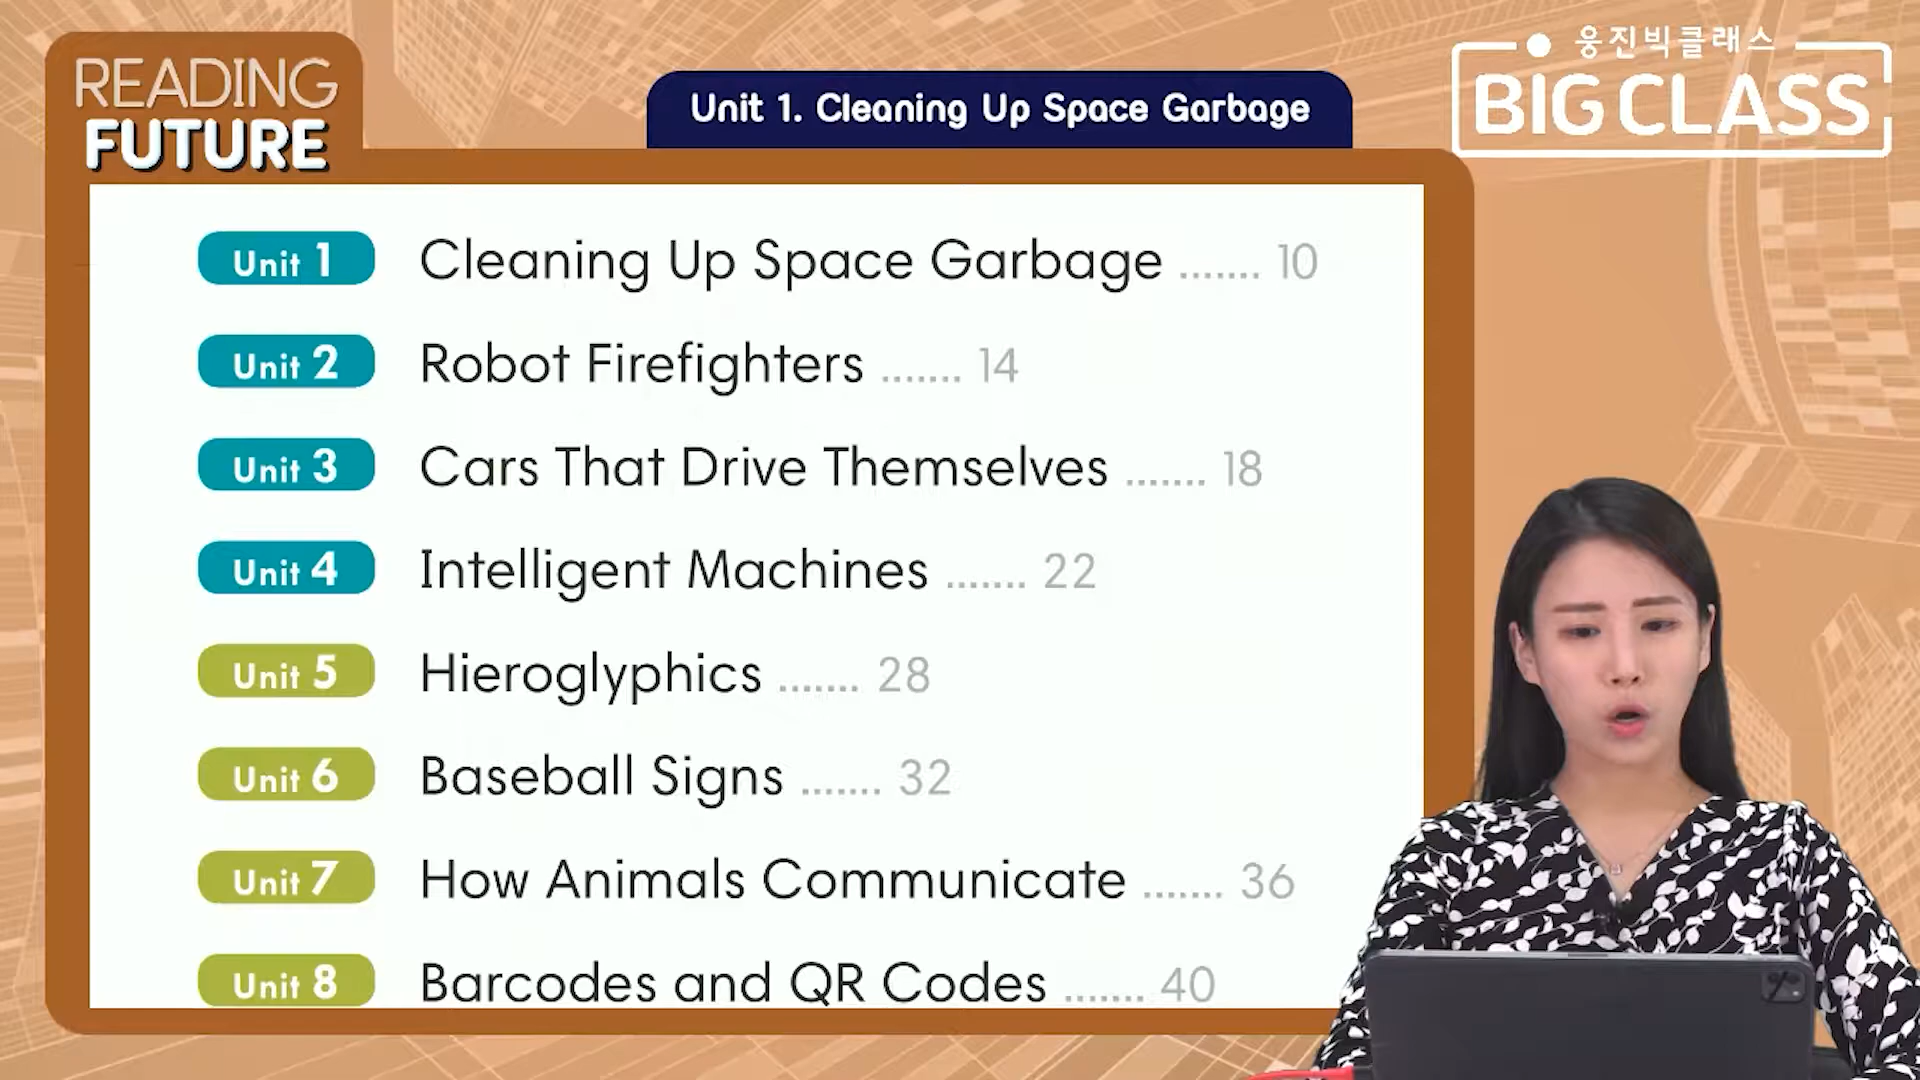 READING
FUTURE
Unit 1. Cleaning Up Space Garbage
웅진빅클래스
BIG CLASS
Unit 1 Cleaning Up Space Garbage ....... 10
Unit 2 Robot Firefighters ....... 14
Unit 3 Cars That Drive Themselves ....... 18
Unit 4 Intelligent Machines ....... 22
Unit 5 Hieroglyphics ....... 28
Unit 6 Baseball Signs ....... 32
Unit 7 How Animals Communicate ....... 36
Unit 8 Barcodes and QR Codes ....... 40